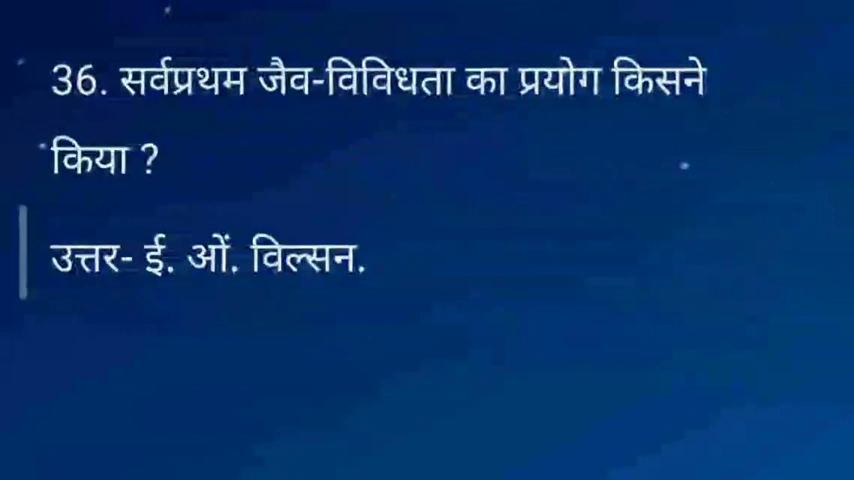 36. सर्वप्रथम जैव-विविधता का प्रयोग किसने
किया ?
उत्तर- ई. ओं. विल्सन.